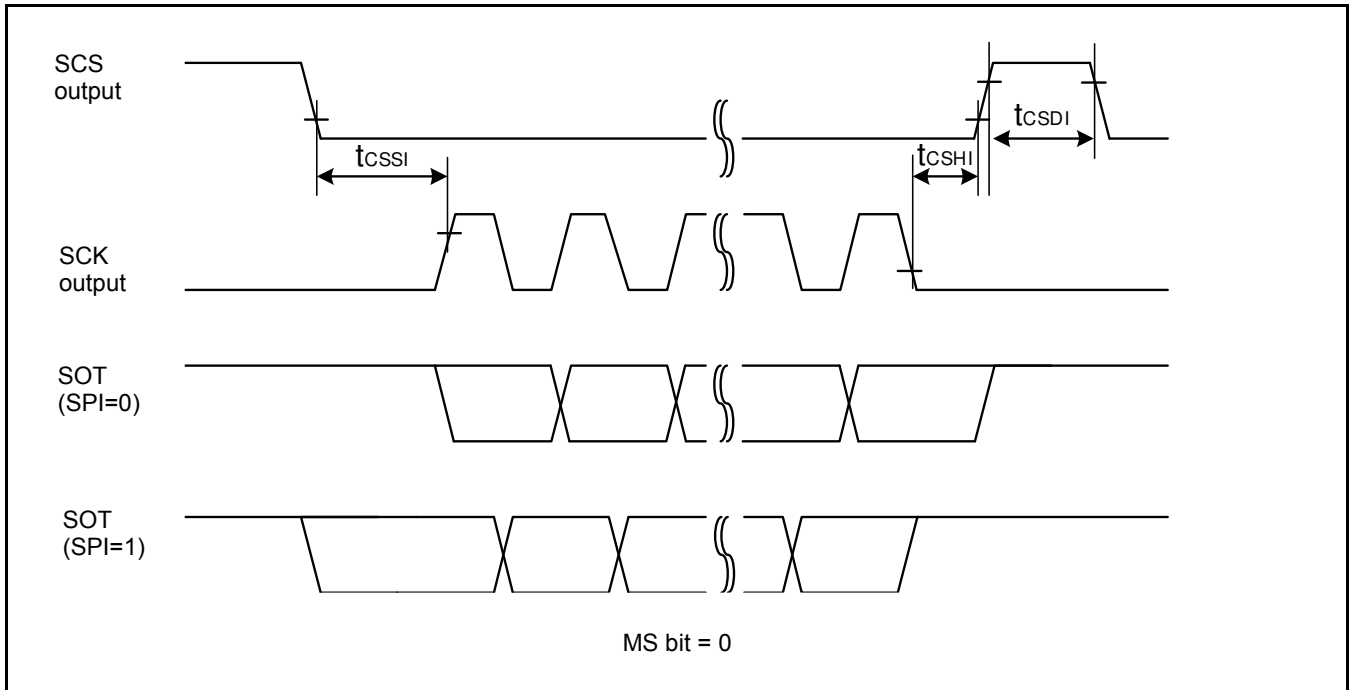 SCS
output
tCSDI
tCSSI
tCSHI
SCK
output
SOT
(SPI=0)
SOT
(SPI=1)
MS bit = 0